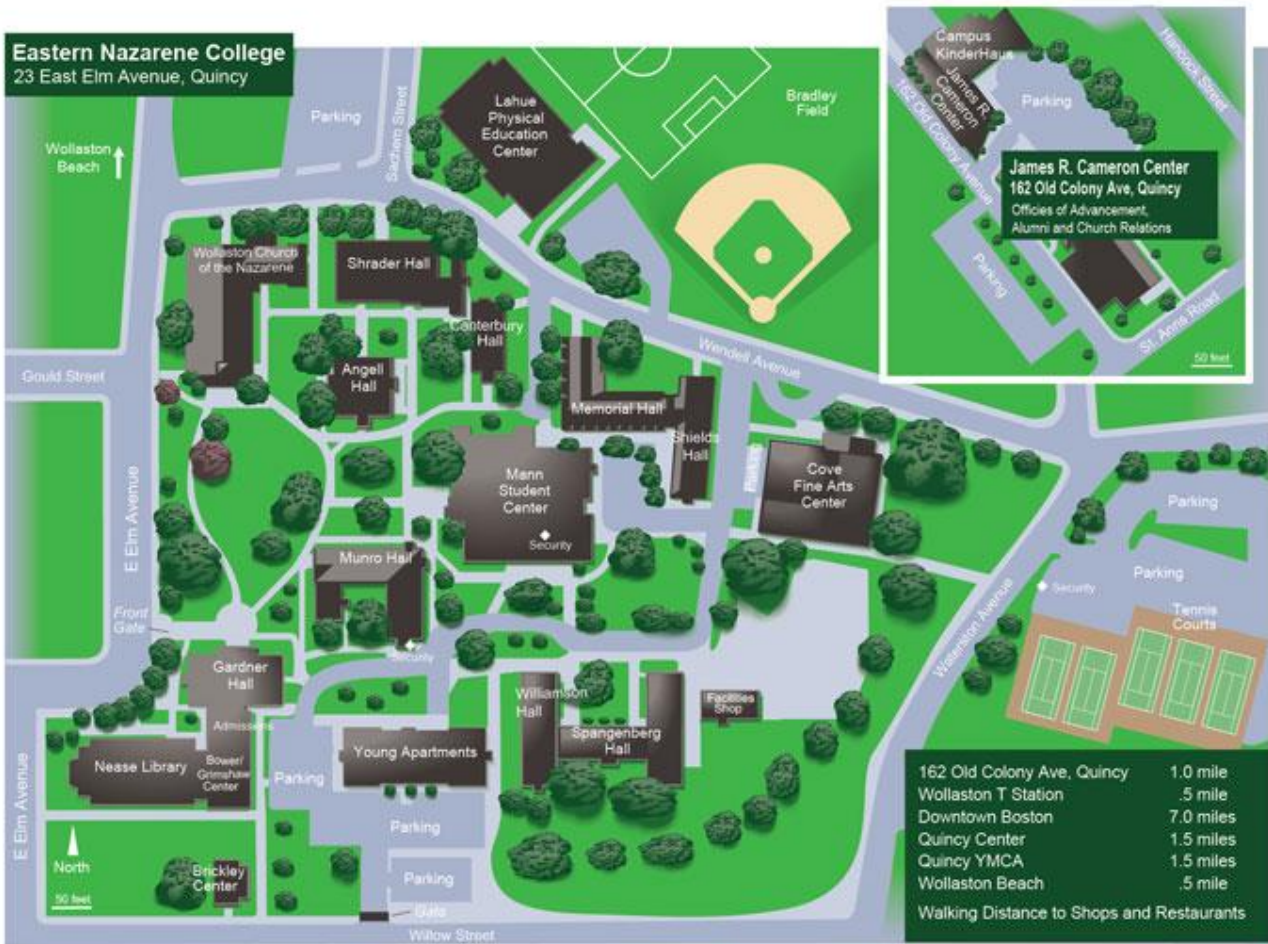 Eastern Nazarene College
23 East Elm Avenue, Quincy
Wollaston
Beach
Parking
Sachem Street
Lahue
Physical
Education
Center
Bradley
Field
Campus
KinderHaus
James R.
Cameron
Center
162 Old Colony Avenue
Parking
Hancock Street
James R. Cameron Center
162 Old Colony Ave, Quincy
Officies of Advancement,
Alumni and Church Relations
Parking
St. Anns Road
50 feet
Wollaston Church
of the Nazarene
Shrader Hall
Canterbury
Hall
Angell
Hall
Gould Street
Wendell Avenue
Memorial Hall
Shields
Hall
Parking
Mann
Student
Center
Security
Cove
Fine Arts
Center
Parking
Parking
Security
Tennis
Courts
E Elm Avenue
Munro Hall
Security
Front
Gate
Waterston Avenue
Gardner
Hall
Admissions
Williamson
Hall
Facilities
Shop
Spangenberg
Hall
Nease Library
Bower/
Grimshaw
Center
Parking
Young Apartments
E Elm Avenue
Parking
North
50 feet
Brickley
Center
Parking
Gate
Willow Street
162 Old Colony Ave, Quincy 1.0 mile
Wollaston T Station .5 mile
Downtown Boston 7.0 miles
Quincy Center 1.5 miles
Quincy YMCA 1.5 miles
Wollaston Beach .5 mile
Walking Distance to Shops and Restaurants